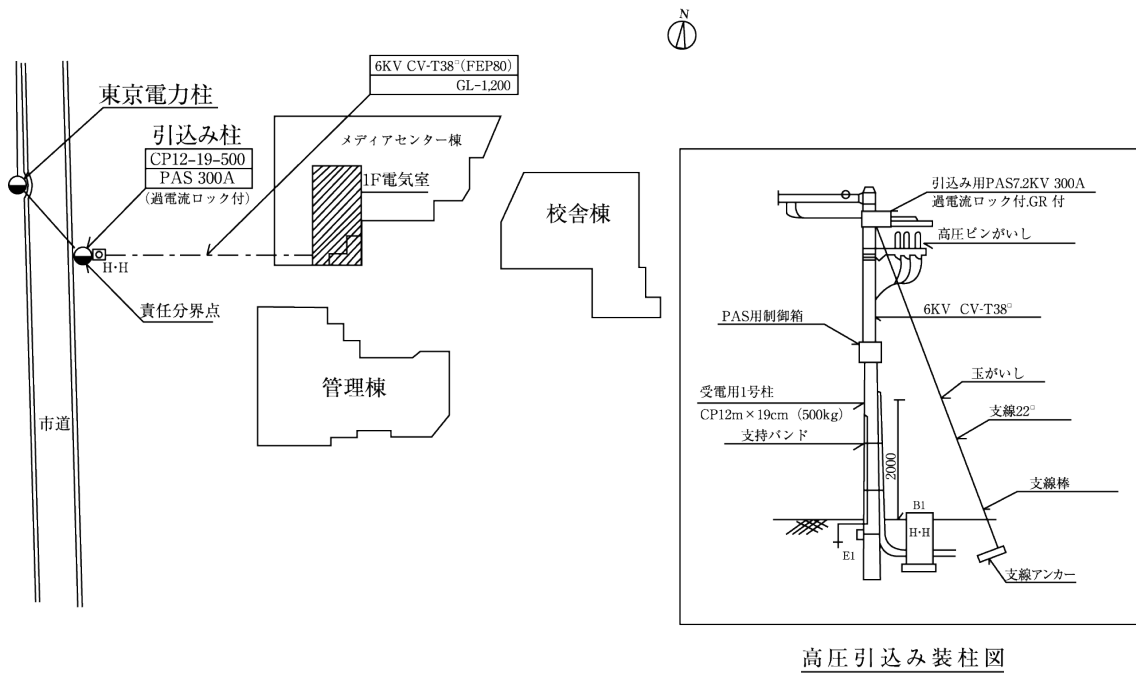 N
6KV CV-T38□(FEP80)
GL-1,200
東京電力柱
引込み柱
CP12-19-500
PAS 300A
(過電流ロック付)
メディアセンター棟
1F電気室
校舎棟
H・H
責任分界点
管理棟
市道
引込み用PAS7.2KV 300A
過電流ロック付.GR 付
高圧ピンがいし
6KV CV-T38□
PAS用制御箱
玉がいし
受電用1号柱
CP12m×19cm (500kg)
支線22□
支持バンド
2000
支線棒
B1
H・H
E1
支線アンカー
高圧引込み装柱図